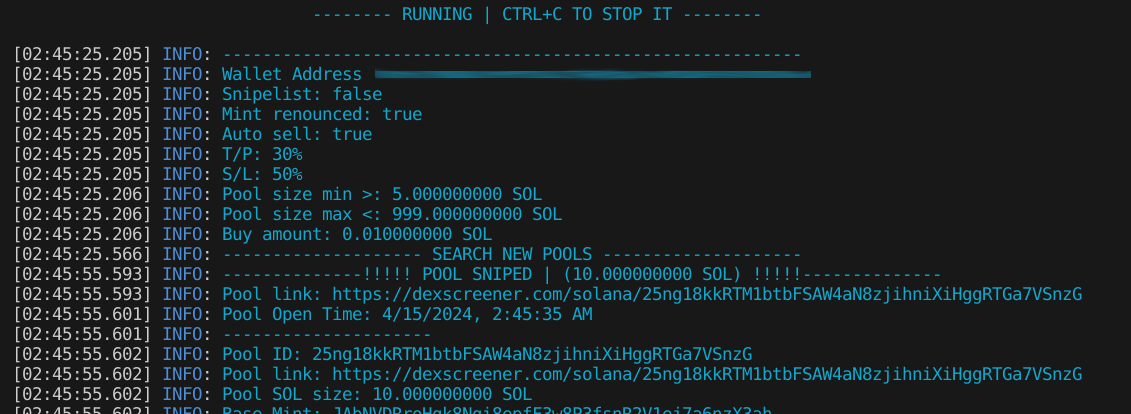 -------- RUNNING | CTRL+C TO STOP IT --------
[02:45:25.205] INFO: ----------------------------------------------------------
[02:45:25.205] INFO: Wallet Address
[02:45:25.205] INFO: Snipelist: false
[02:45:25.205] INFO: Mint renounced: true
[02:45:25.205] INFO: Auto sell: true
[02:45:25.205] INFO: T/P: 30%
[02:45:25.205] INFO: S/L: 50%
[02:45:25.206] INFO: Pool size min >: 5.000000000 SOL
[02:45:25.206] INFO: Pool size max <: 999.000000000 SOL
[02:45:25.206] INFO: Buy amount: 0.010000000 SOL
[02:45:25.566] INFO: -------------------- SEARCH NEW POOLS --------------------
[02:45:55.593] INFO: --------------!!!!! POOL SNIPED | (10.000000000 SOL) !!!!!--------------
[02:45:55.593] INFO: Pool link: https://dexscreener.com/solana/25ng18kkRTM1btbFSAW4aN8zjihniXiHggRTGa7VSnzG
[02:45:55.601] INFO: Pool Open Time: 4/15/2024, 2:45:35 AM
[02:45:55.601] INFO: ---------------------
[02:45:55.602] INFO: Pool ID: 25ng18kkRTM1btbFSAW4aN8zjihniXiHggRTGa7VSnzG
[02:45:55.602] INFO: Pool link: https://dexscreener.com/solana/25ng18kkRTM1btbFSAW4aN8zjihniXiHggRTGa7VSnzG
[02:45:55.602] INFO: Pool SOL size: 10.000000000 SOL
[02:45:55.602] INFO: Base Mint: